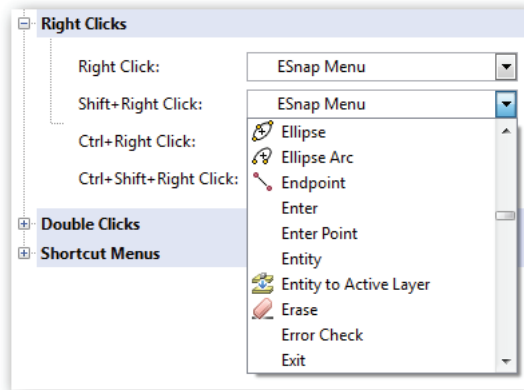 Right Clicks
Right Click: ESnap Menu
Shift+Right Click: ESnap Menu
Ctrl+Right Click:
Ctrl+Shift+Right Click:
Double Clicks
Shortcut Menus
Ellipse
Ellipse Arc
Endpoint
Enter
Enter Point
Entity
Entity to Active Layer
Erase
Error Check
Exit